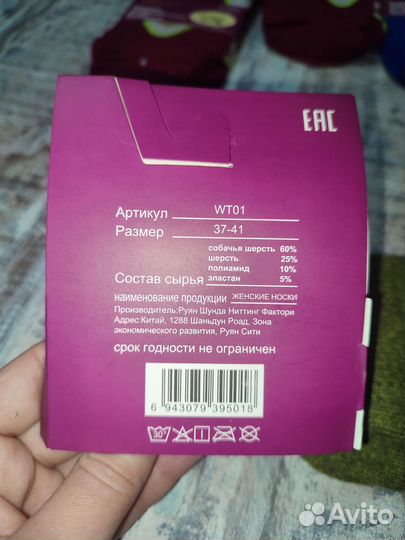 EAC
Артикул WT01
Размер 37-41
собачья шерсть 60%
шерсть 25%
полиамид 10%
Состав сырья эластан 5%
наименование продукции ЖЕНСКИЕ НОСКИ
Производитель:Руян Шунда Ниттинг Фактори
Адрес:Китай, 1288 Шаньдун Роад, Зона
экономического развития, Руян Сити
срок годности не ограничен
6 943079 395018
30°
Avito